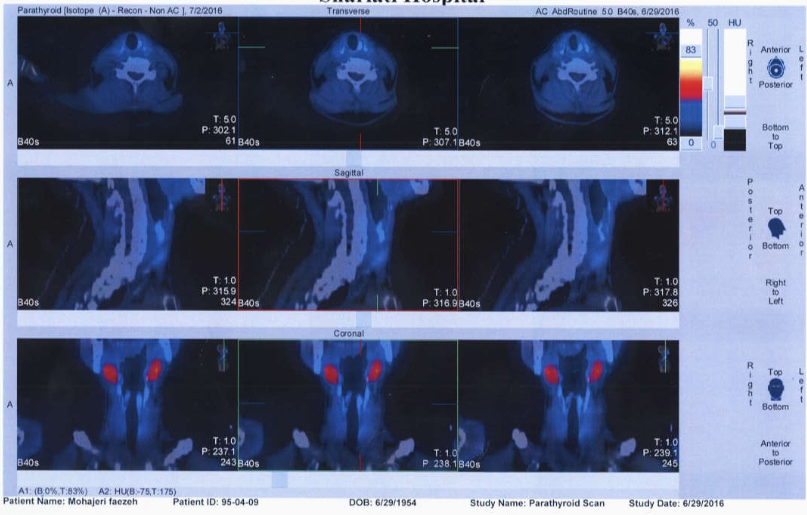 Shariati Hospital
Parathyroid [Isotope (A) - Recon - Non AC ], 7/2/2016
Transverse
AC AbdRoutine 5.0 B40s, 6/29/2016
% 50 HU
83
0
0
Right
Left
Anterior
Posterior
Bottom
to
Top
A
T: 5.0
P: 302.1
61
B40s
T: 5.0
P: 307.1
B40s
T: 5.0
P: 312.1
63
B40s
Sagittal
Posterior
Anterior
Top
Bottom
Right
to
Left
A
T: 1.0
P: 315.9
324
B40s
T: 1.0
P: 316.9
B40s
T: 1.0
P: 317.8
326
B40s
Coronal
Right
Left
Top
Bottom
Anterior
to
Posterior
A
T: 1.0
P: 237.1
243
B40s
T: 1.0
P: 238.1
B40s
T: 1.0
P: 239.1
245
B40s
A1: (B:0%,T:83%) A2: HU(B:-75,T:175)
Patient Name: Mohajeri faezeh Patient ID: 95-04-09 DOB: 6/29/1954 Study Name: Parathyroid Scan Study Date: 6/29/2016